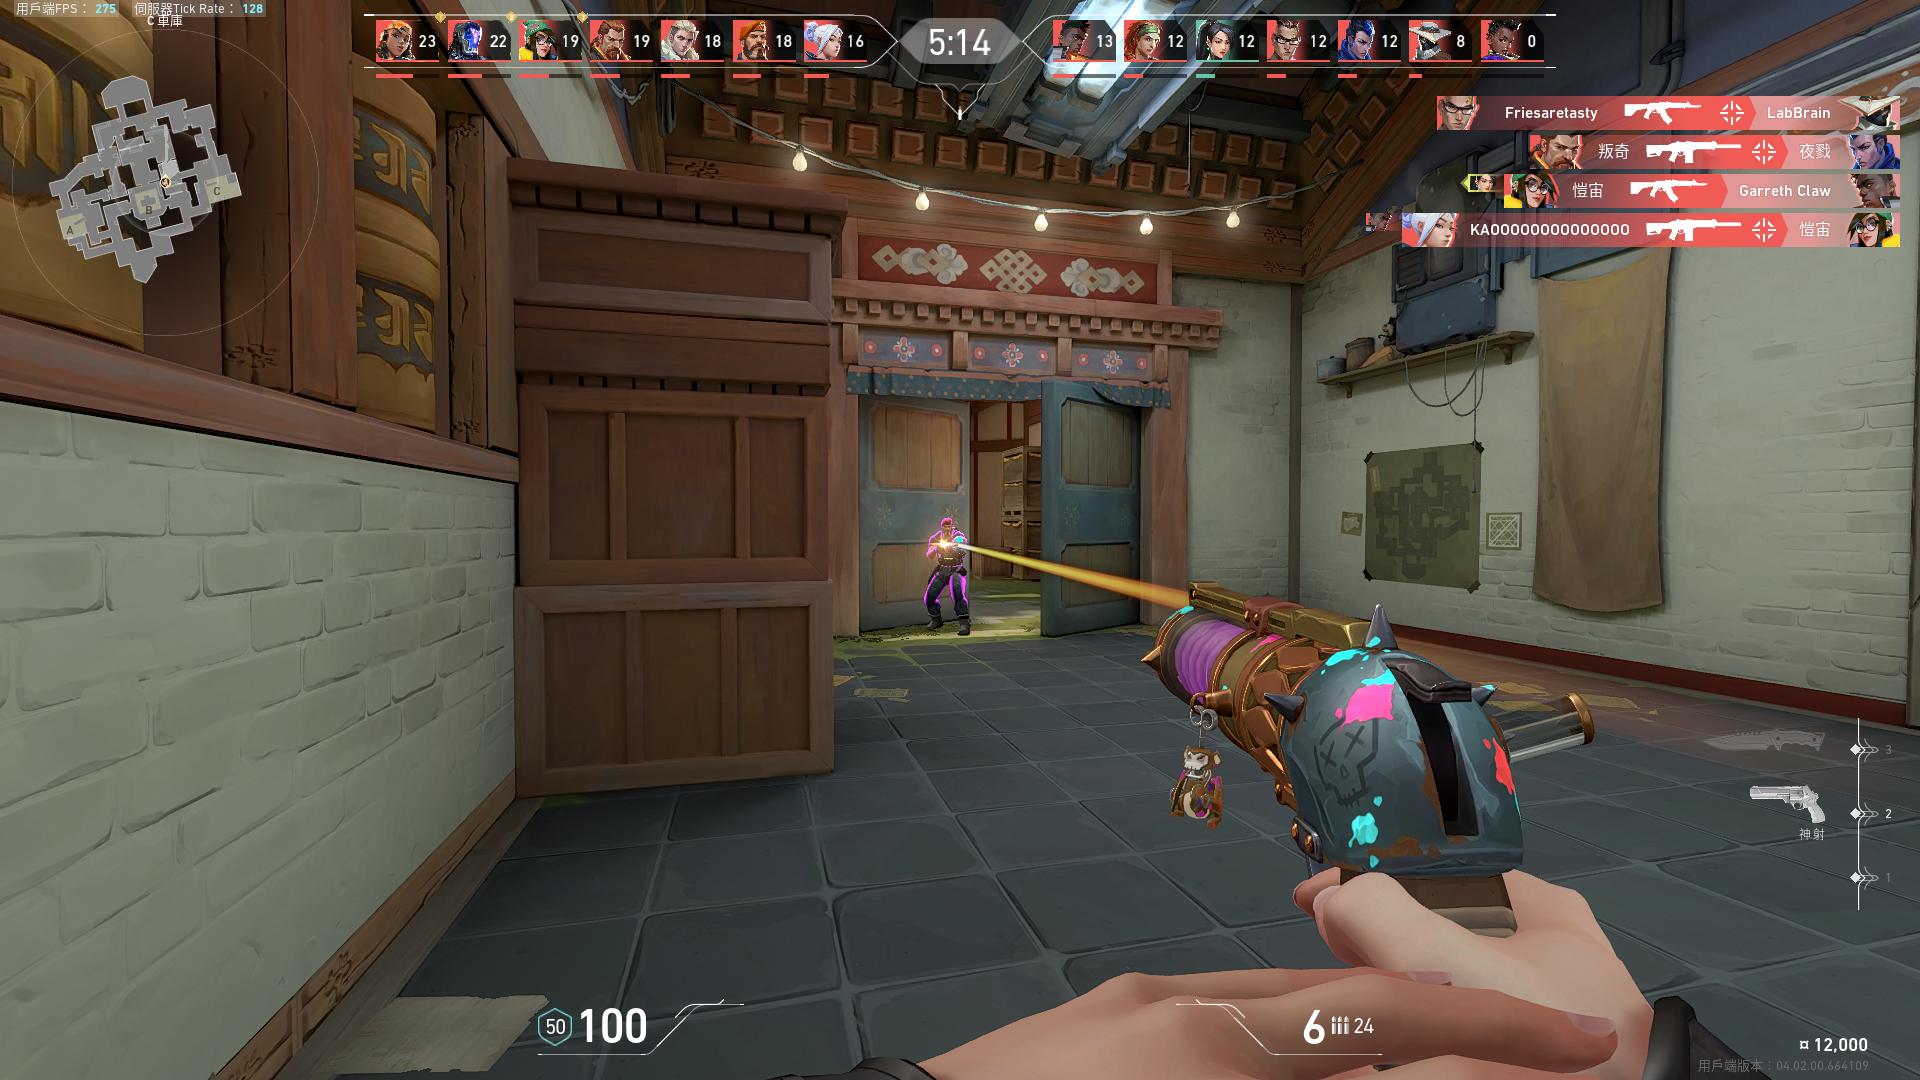 用戶端FPS： 275 伺服器Tick Rate： 128
C 車庫
23 22 19 19 18 18 16 5:14 13 12 12 12 12 8 0
Friesaretasty LabBrain
叛奇 夜戮
愷宙 Garreth Claw
KAOOOOOOOOOOOOOO 愷宙
A B C
3
2
神射
1
50 100 6 24
¤ 12,000
用戶端版本：04.02.00.664109